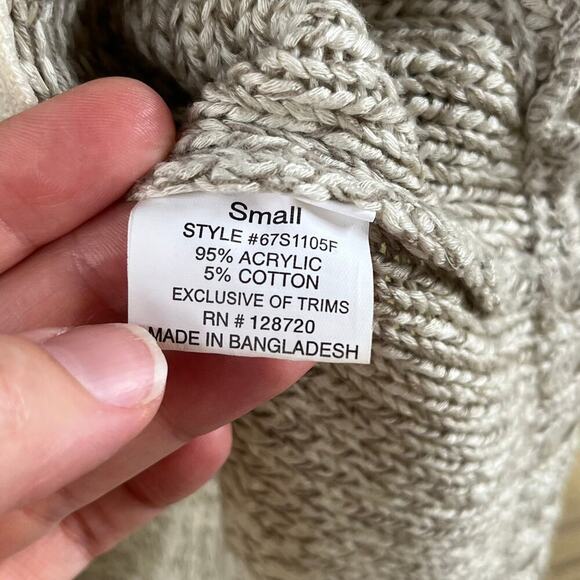 Small
STYLE #67S1105F
95% ACRYLIC
5% COTTON
EXCLUSIVE OF TRIMS
RN # 128720
MADE IN BANGLADESH